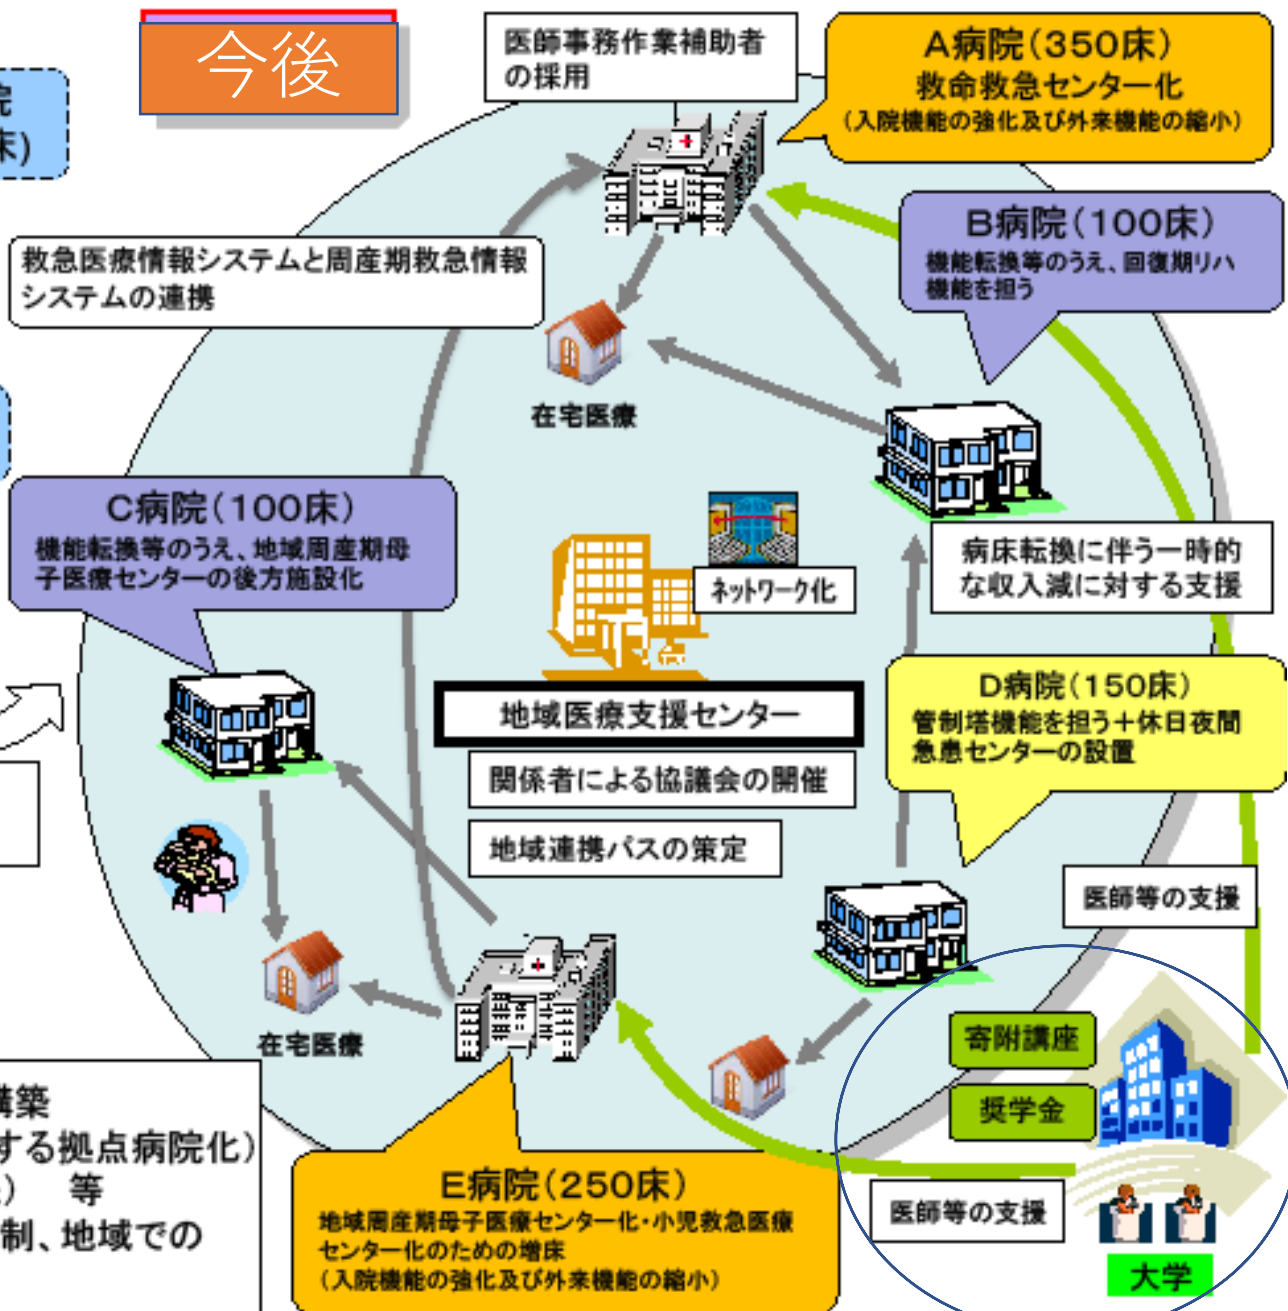 今後
院
床)
医師事務作業補助者
の採用
A病院(350床)
救命救急センター化
(入院機能の強化及び外来機能の縮小)
B病院(100床)
機能転換等のうえ、回復期リハ
機能を担う
救急医療情報システムと周産期救急情報
システムの連携
在宅医療
C病院(100床)
機能転換等のうえ、地域周産期母
子医療センターの後方施設化
ネットワーク化
病床転換に伴う一時的
な収入減に対する支援
地域医療支援センター
関係者による協議会の開催
地域連携パスの策定
D病院(150床)
管制塔機能を担う+休日夜間
急患センターの設置
医師等の支援
在宅医療
寄附講座
奨学金
構築
する拠点病院化)
) 等
制、地域での
E病院(250床)
地域周産期母子医療センター化・小児救急医療
センター化のための増床
(入院機能の強化及び外来機能の縮小)
医師等の支援
大学